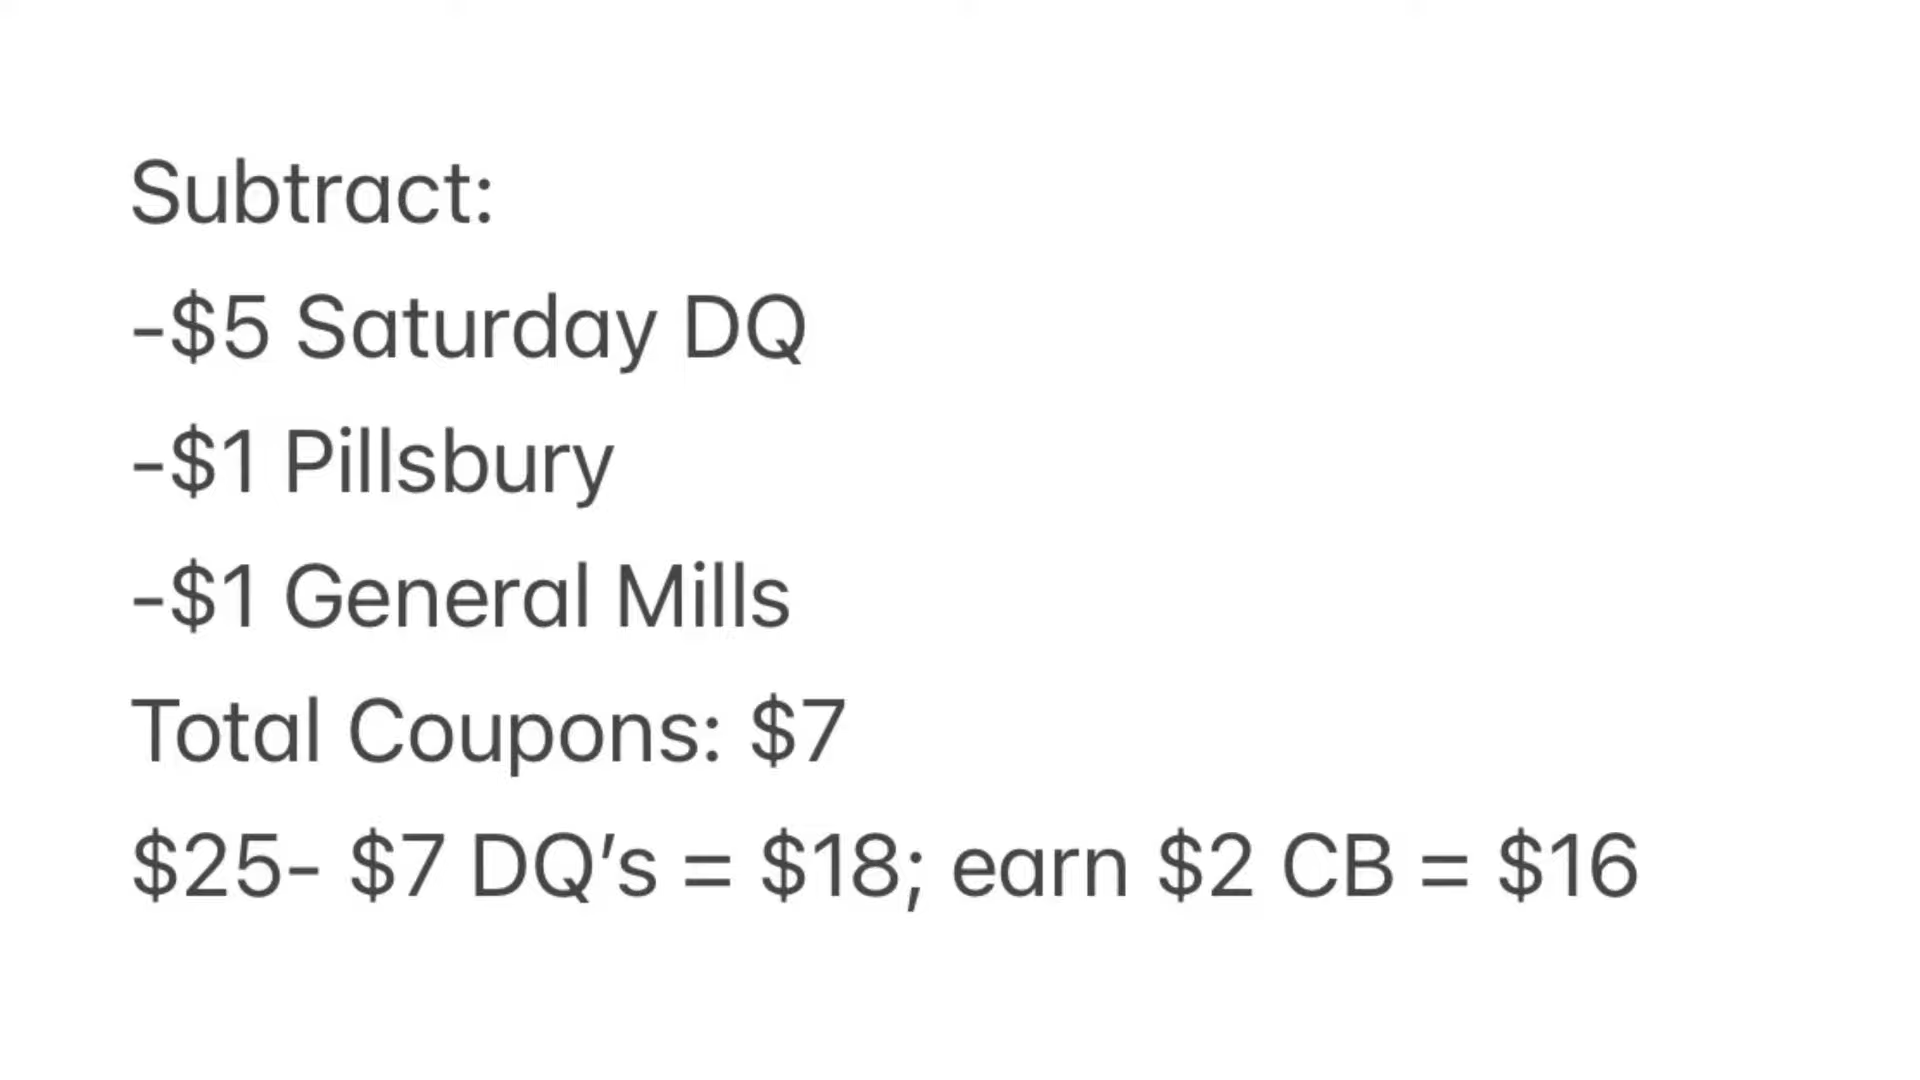 Subtract:
-$5 Saturday DQ
-$1 Pillsbury
-$1 General Mills
Total Coupons: $7
$25- $7 DQ’s = $18; earn $2 CB = $16